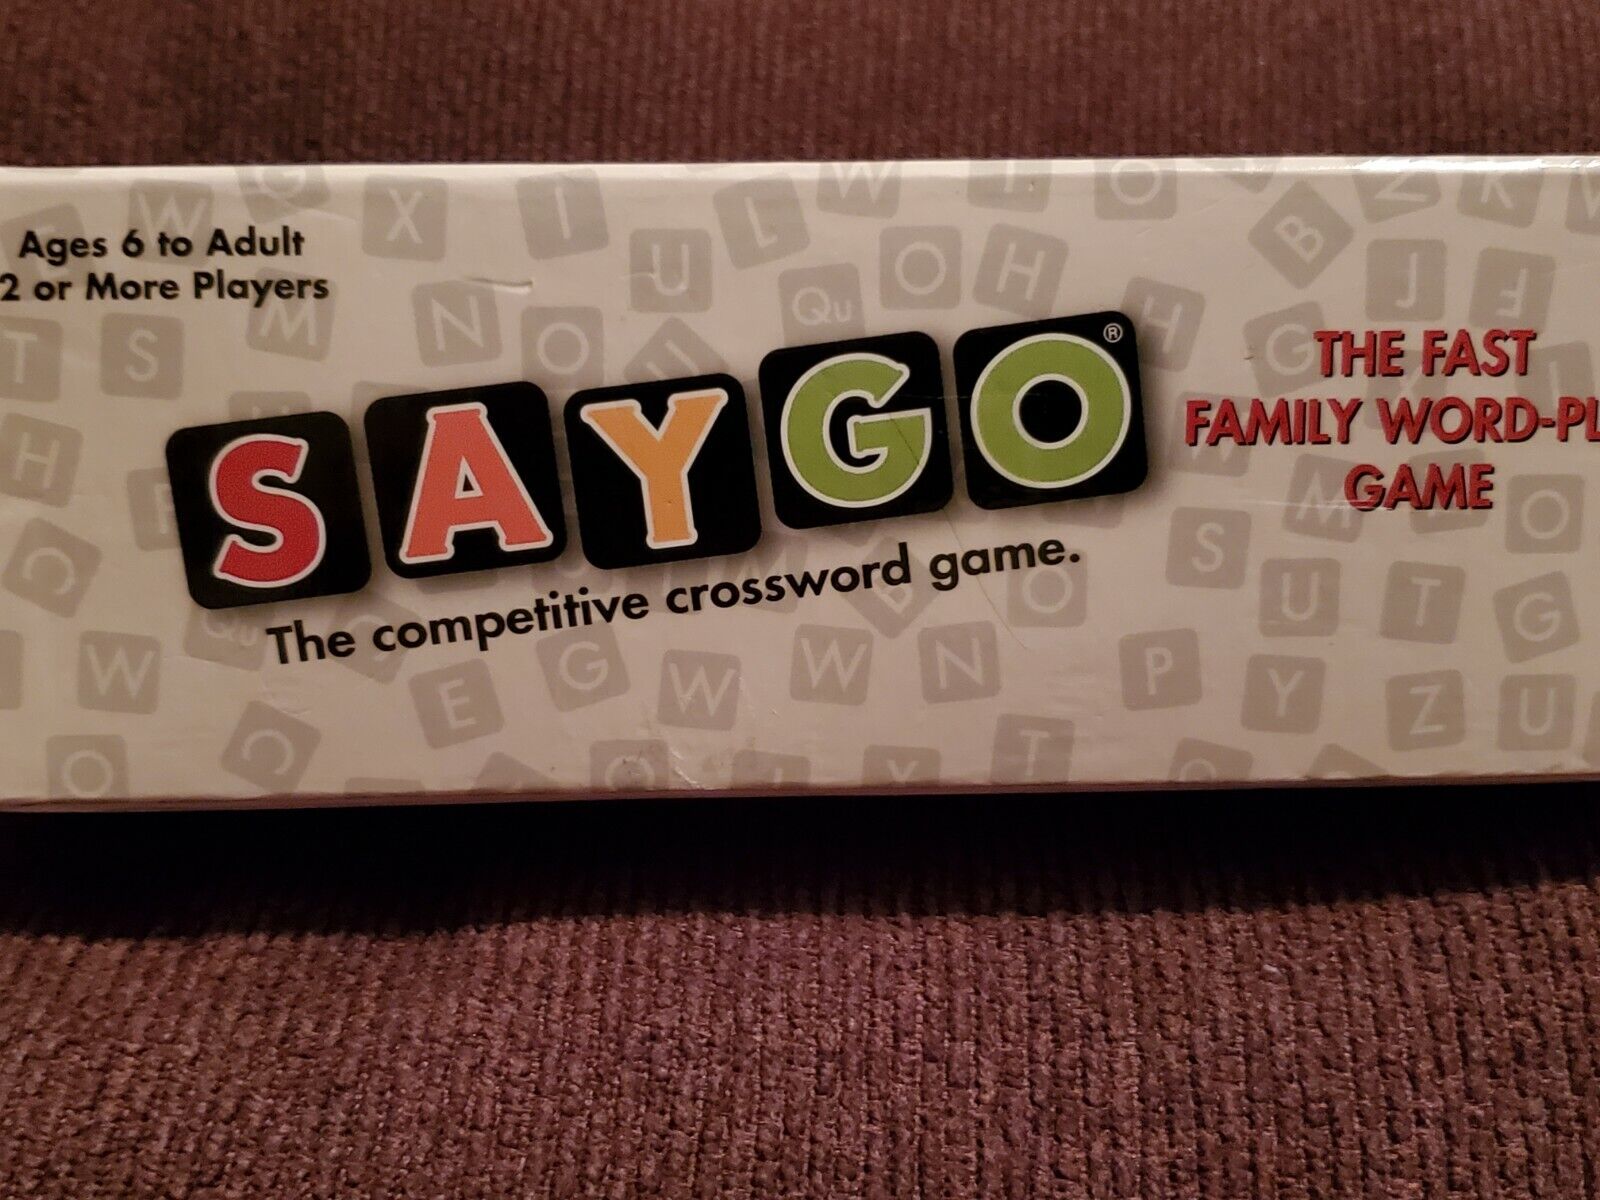 Ages 6 to Adult
2 or More Players
SAYGO®
The competitive crossword game.
THE FAST
FAMILY WORD-PL
GAME